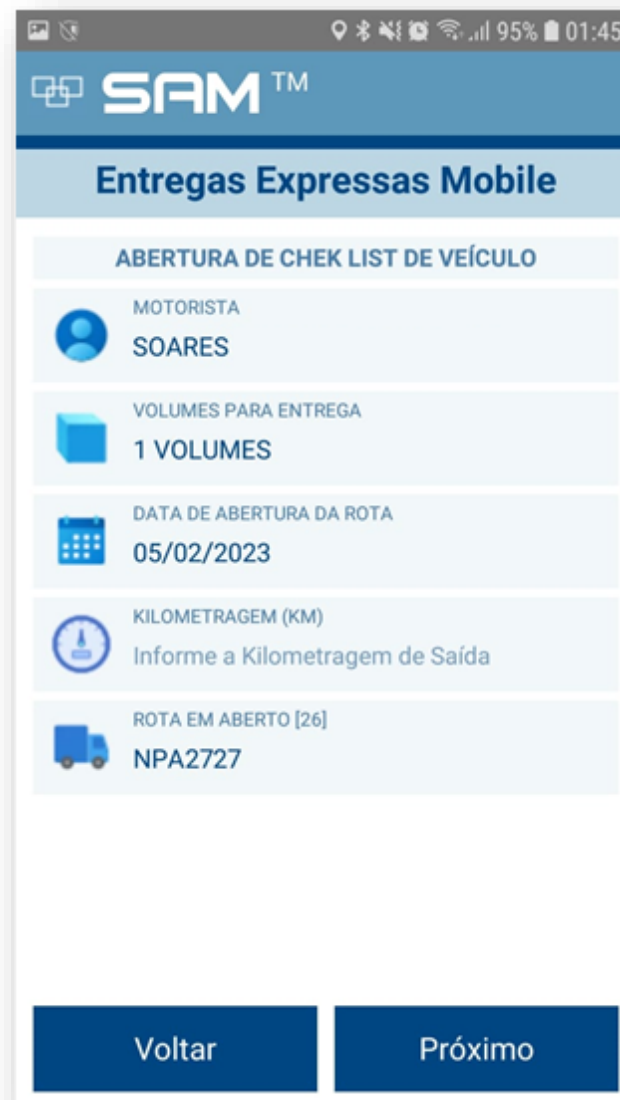 95% 01:45
SAM™
Entregas Expressas Mobile
ABERTURA DE CHEK LIST DE VEÍCULO
MOTORISTA
SOARES
VOLUMES PARA ENTREGA
1 VOLUMES
DATA DE ABERTURA DA ROTA
05/02/2023
KILOMETRAGEM (KM)
Informe a Kilometragem de Saída
ROTA EM ABERTO [26]
NPA2727
Voltar Próximo